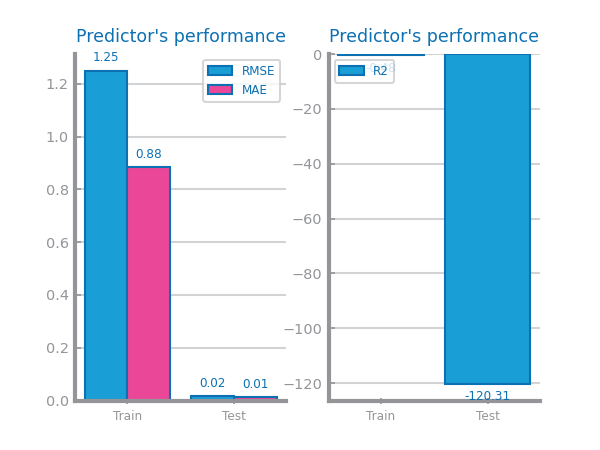 Predictor's performance
1.25
RMSE
MAE
0.88
0.02
0.01
1.2
1.0
0.8
0.6
0.4
0.2
0.0
Train
Test
Predictor's performance
R2
-120.31
0
−20
−40
−60
−80
−100
−120
Train
Test